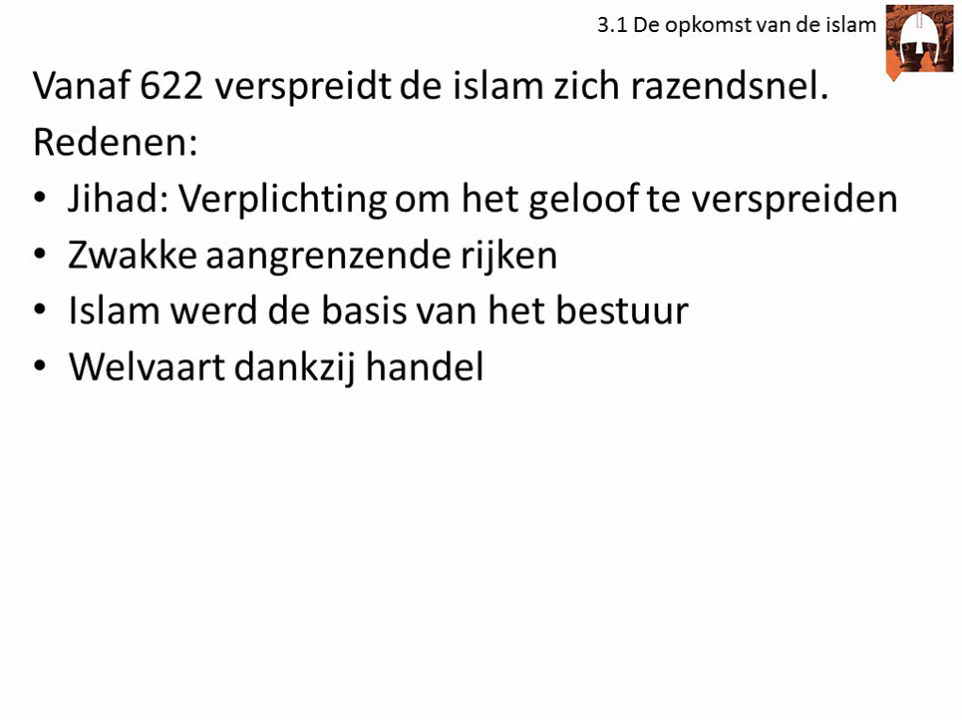 3.1 De opkomst van de islam
Vanaf 622 verspreidt de islam zich razendsnel.
Redenen:
• Jihad: Verplichting om het geloof te verspreiden
• Zwakke aangrenzende rijken
• Islam werd de basis van het bestuur
• Welvaart dankzij handel